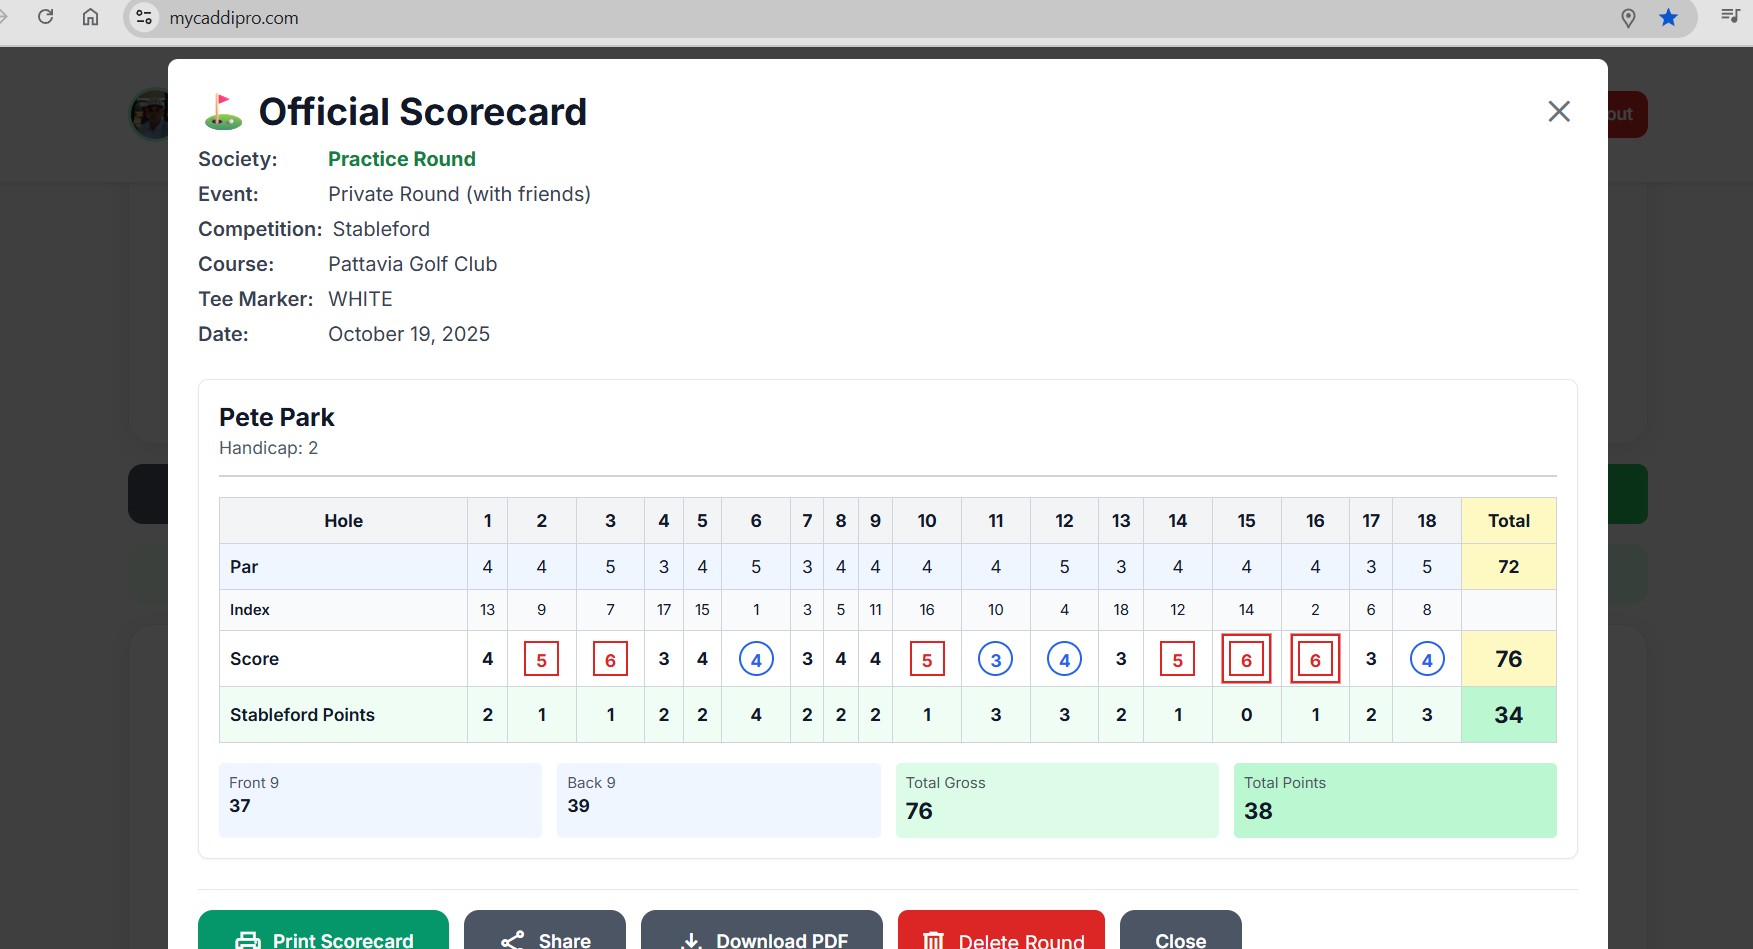 mycaddipro.com
Official Scorecard
out
Society: Practice Round
Event: Private Round (with friends)
Competition: Stableford
Course: Pattavia Golf Club
Tee Marker: WHITE
Date: October 19, 2025
Pete Park
Handicap: 2
Hole 1 2 3 4 5 6 7 8 9 10 11 12 13 14 15 16 17 18 Total
Par 4 4 5 3 4 5 3 4 4 4 4 5 3 4 4 4 3 5 72
Index 13 9 7 17 15 1 3 5 11 16 10 4 18 12 14 2 6 8
Score 4 5 6 3 4 4 3 4 4 5 3 4 3 5 6 6 3 4 76
Stableford Points 2 1 1 2 2 4 2 2 2 1 3 3 2 1 0 1 2 3 34
Front 9 Back 9 Total Gross Total Points
37 39 76 38
Print Scorecard Share Download PDF Delete Round Close